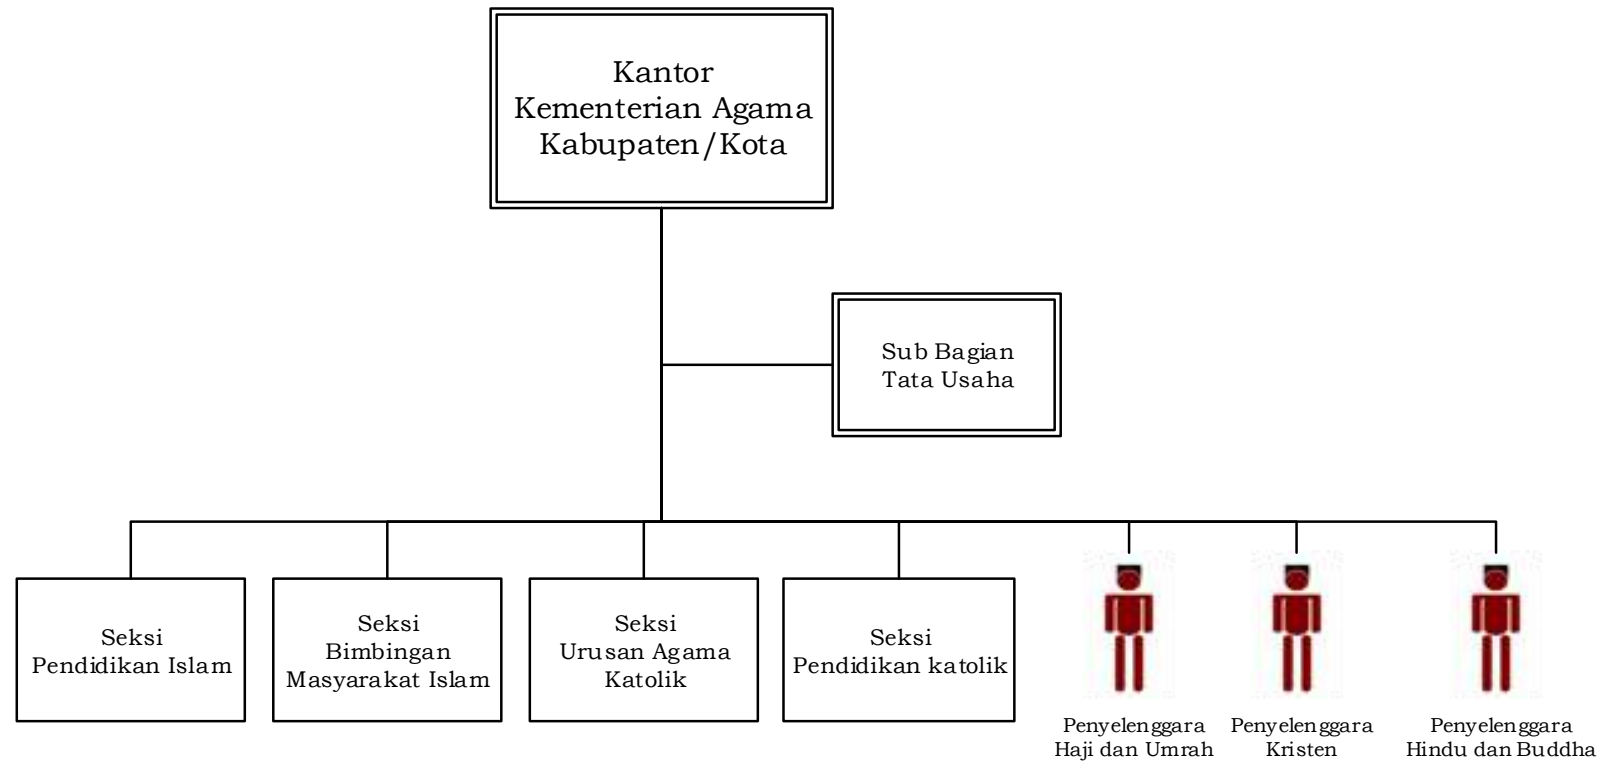 Kantor
Kementerian Agama
Kabupaten/Kota
Sub Bagian
Tata Usaha
Seksi
Pendidikan Islam
Seksi
Bimbingan
Masyarakat Islam
Seksi
Urusan Agama
Katolik
Seksi
Pendidikan katolik
Penyelenggara
Haji dan Umrah
Penyelenggara
Kristen
Penyelenggara
Hindu dan Buddha